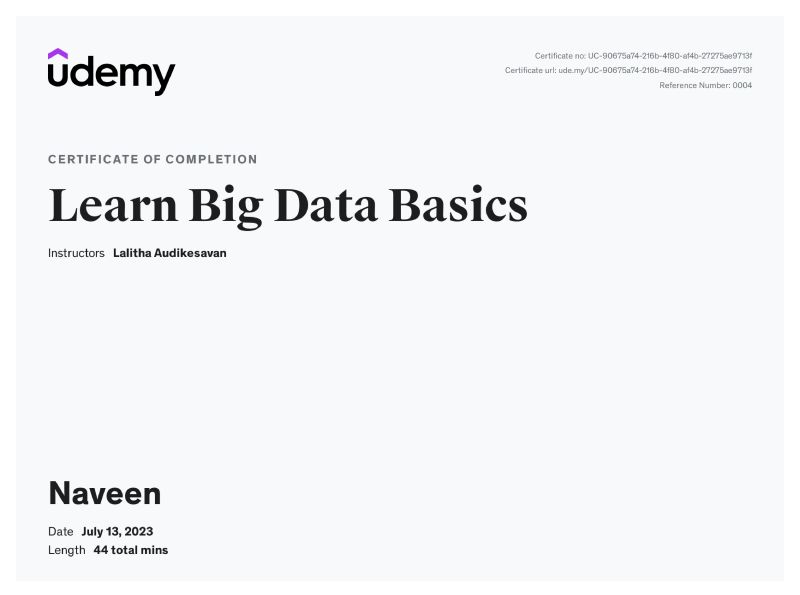 udemy
Certificate no: UC-90675a74-216b-4f80-af4b-27275ae9713f
Certificate url: ude.my/UC-90675a74-216b-4f80-af4b-27275ae9713f
Reference Number: 0004
CERTIFICATE OF COMPLETION
Learn Big Data Basics
Instructors Lalitha Audikesavan
Naveen
Date July 13, 2023
Length 44 total mins